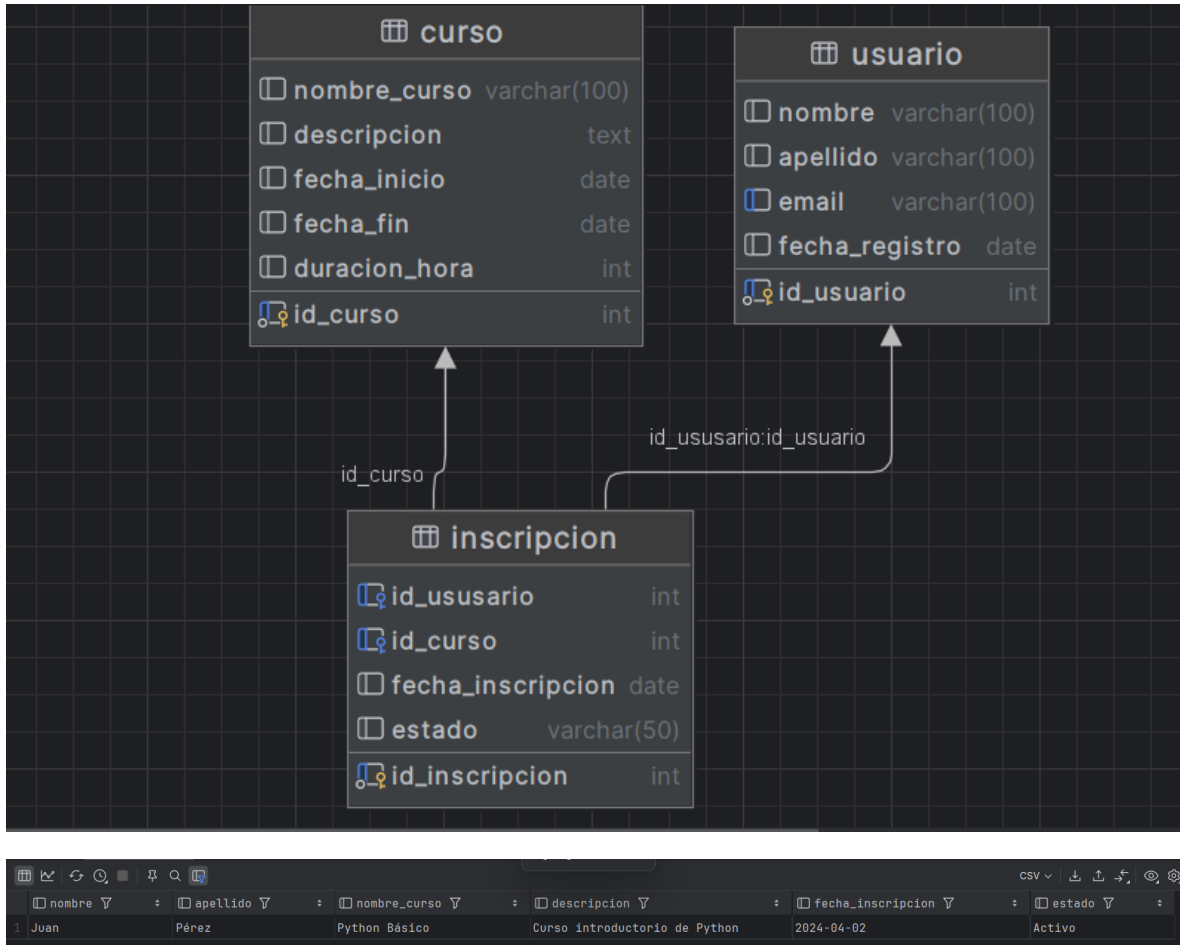 curso
nombre_curso varchar(100)
descripcion text
fecha_inicio date
fecha_fin date
duracion_hora int
id_curso int
usuario
nombre varchar(100)
apellido varchar(100)
email varchar(100)
fecha_registro date
id_usuario int
id_ususario:id_usuario
id_curso
inscripcion
id_ususario int
id_curso int
fecha_inscripcion date
estado varchar(50)
id_inscripcion int
CSV
nombre apellido nombre_curso descripcion fecha_inscripcion estado
1 Juan Pérez Python Básico Curso introductorio de Python 2024-04-02 Activo